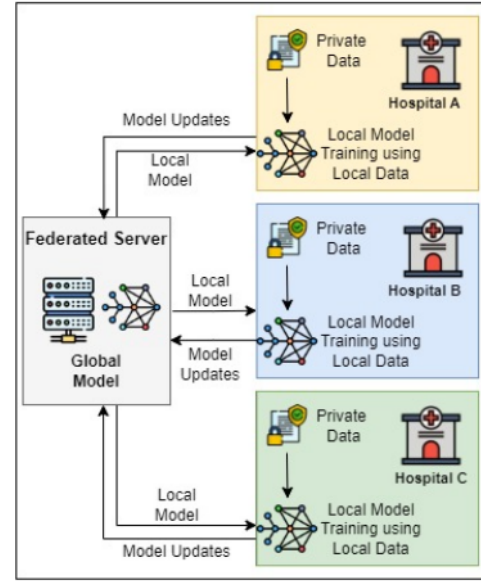 Private
Data
Hospital A
Model Updates
Local
Model
Local Model
Training using
Local Data
Federated Server
Global
Model
Private
Data
Hospital B
Local
Model
Model
Updates
Local Model
Training using
Local Data
Private
Data
Hospital C
Local
Model
Model Updates
Local Model
Training using
Local Data